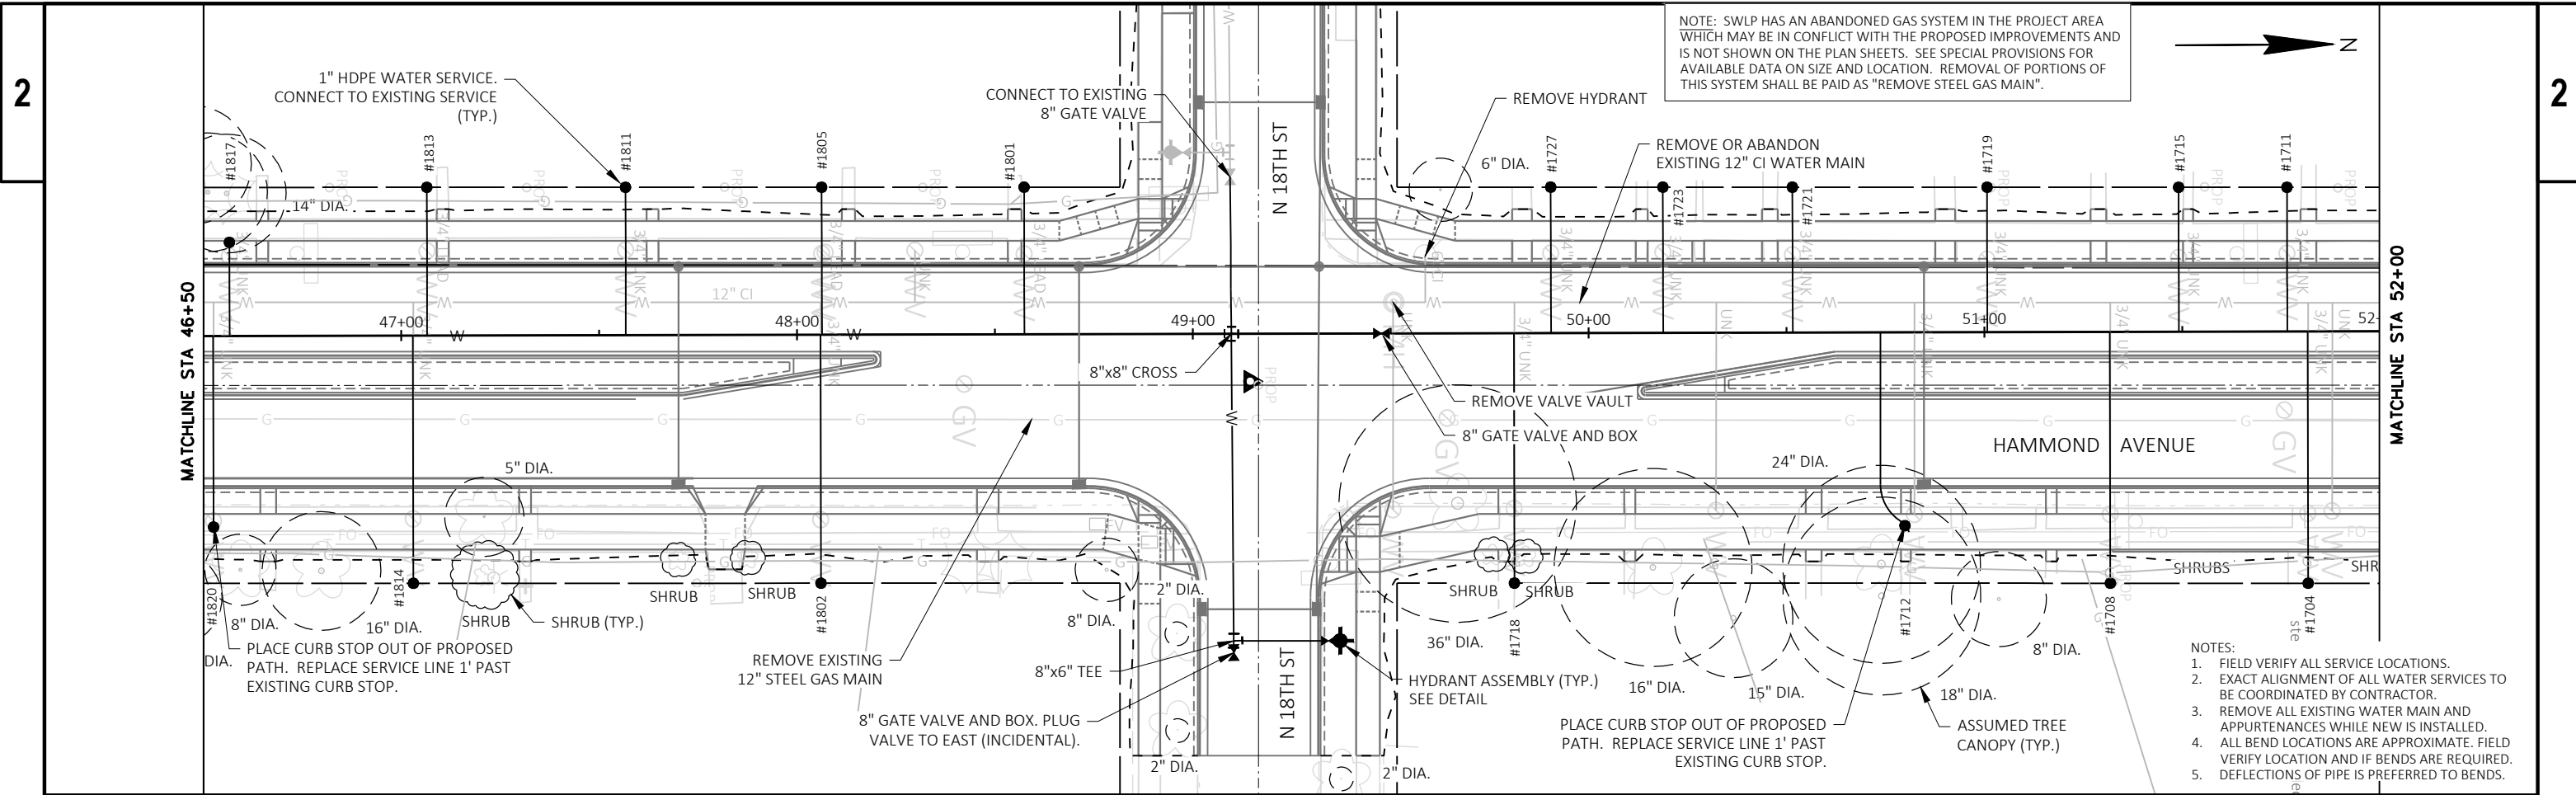 2
2
NOTE: SWLP HAS AN ABANDONED GAS SYSTEM IN THE PROJECT AREA
WHICH MAY BE IN CONFLICT WITH THE PROPOSED IMPROVEMENTS AND
IS NOT SHOWN ON THE PLAN SHEETS. SEE SPECIAL PROVISIONS FOR
AVAILABLE DATA ON SIZE AND LOCATION. REMOVAL OF PORTIONS OF
THIS SYSTEM SHALL BE PAID AS "REMOVE STEEL GAS MAIN".
N
1" HDPE WATER SERVICE.
CONNECT TO EXISTING SERVICE
(TYP.)
CONNECT TO EXISTING
8" GATE VALVE
REMOVE HYDRANT
REMOVE OR ABANDON
EXISTING 12" CI WATER MAIN
N 18TH ST
#1817
#1813
#1811
#1805
#1801
6" DIA.
#1727
#1723
#1721
#1719
#1715
#1711
14" DIA.
12" CI
MATCHLINE STA 46+50
MATCHLINE STA 52+00
47+00
48+00
49+00
50+00
51+00
52+
W
W
W
8"x8" CROSS
REMOVE VALVE VAULT
8" GATE VALVE AND BOX
HAMMOND AVENUE
GV
GV
GV
5" DIA.
24" DIA.
#1820
8" DIA.
16" DIA.
#1814
SHRUB
SHRUB (TYP.)
SHRUB
SHRUB
#1802
8" DIA.
2" DIA.
SHRUB
SHRUB
36" DIA.
#1718
16" DIA.
15" DIA.
#1712
18" DIA.
8" DIA.
#1708
SHRUBS
SHR
#1704
DIA.
PLACE CURB STOP OUT OF PROPOSED
PATH. REPLACE SERVICE LINE 1' PAST
EXISTING CURB STOP.
REMOVE EXISTING
12" STEEL GAS MAIN
8"x6" TEE
8" GATE VALVE AND BOX. PLUG
VALVE TO EAST (INCIDENTAL).
N 18TH ST
HYDRANT ASSEMBLY (TYP.)
SEE DETAIL
2" DIA.
2" DIA.
PLACE CURB STOP OUT OF PROPOSED
PATH. REPLACE SERVICE LINE 1' PAST
EXISTING CURB STOP.
ASSUMED TREE
CANOPY (TYP.)
NOTES:
1. FIELD VERIFY ALL SERVICE LOCATIONS.
2. EXACT ALIGNMENT OF ALL WATER SERVICES TO
BE COORDINATED BY CONTRACTOR.
3. REMOVE ALL EXISTING WATER MAIN AND
APPURTENANCES WHILE NEW IS INSTALLED.
4. ALL BEND LOCATIONS ARE APPROXIMATE. FIELD
VERIFY LOCATION AND IF BENDS ARE REQUIRED.
5. DEFLECTIONS OF PIPE IS PREFERRED TO BENDS.